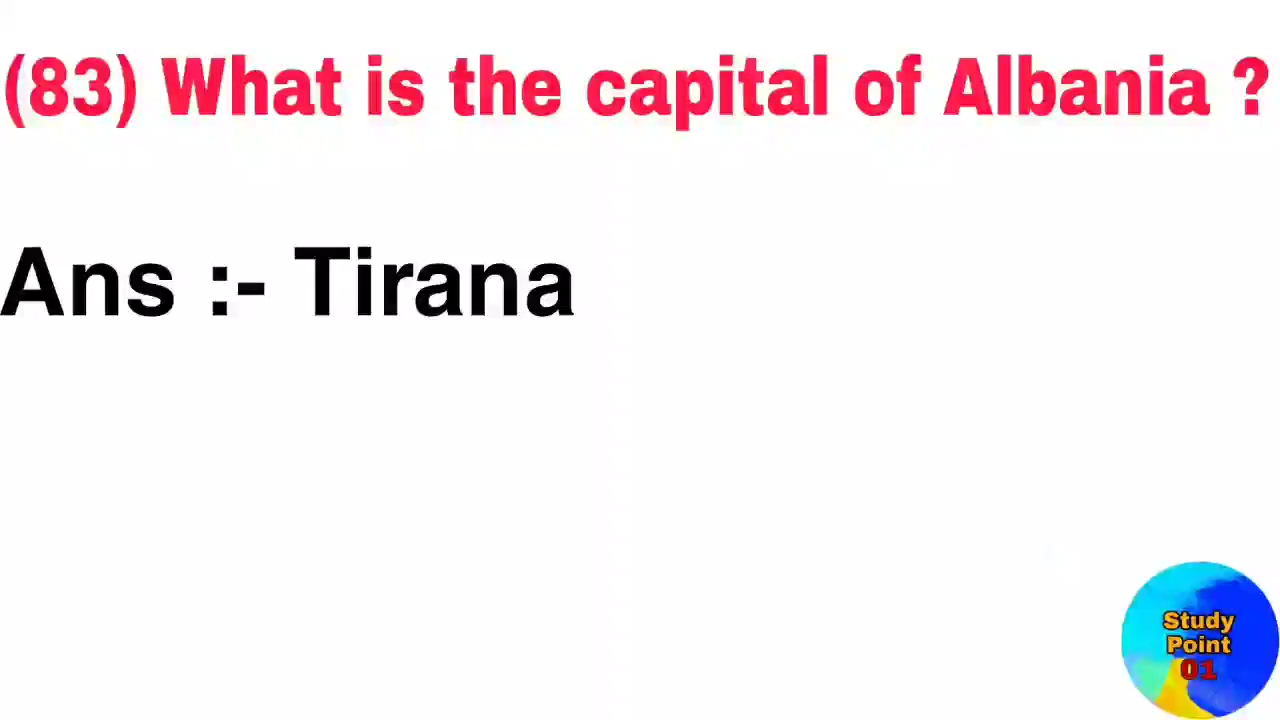 (83) What is the capital of Albania ?
Ans :- Tirana
Study
Point
01